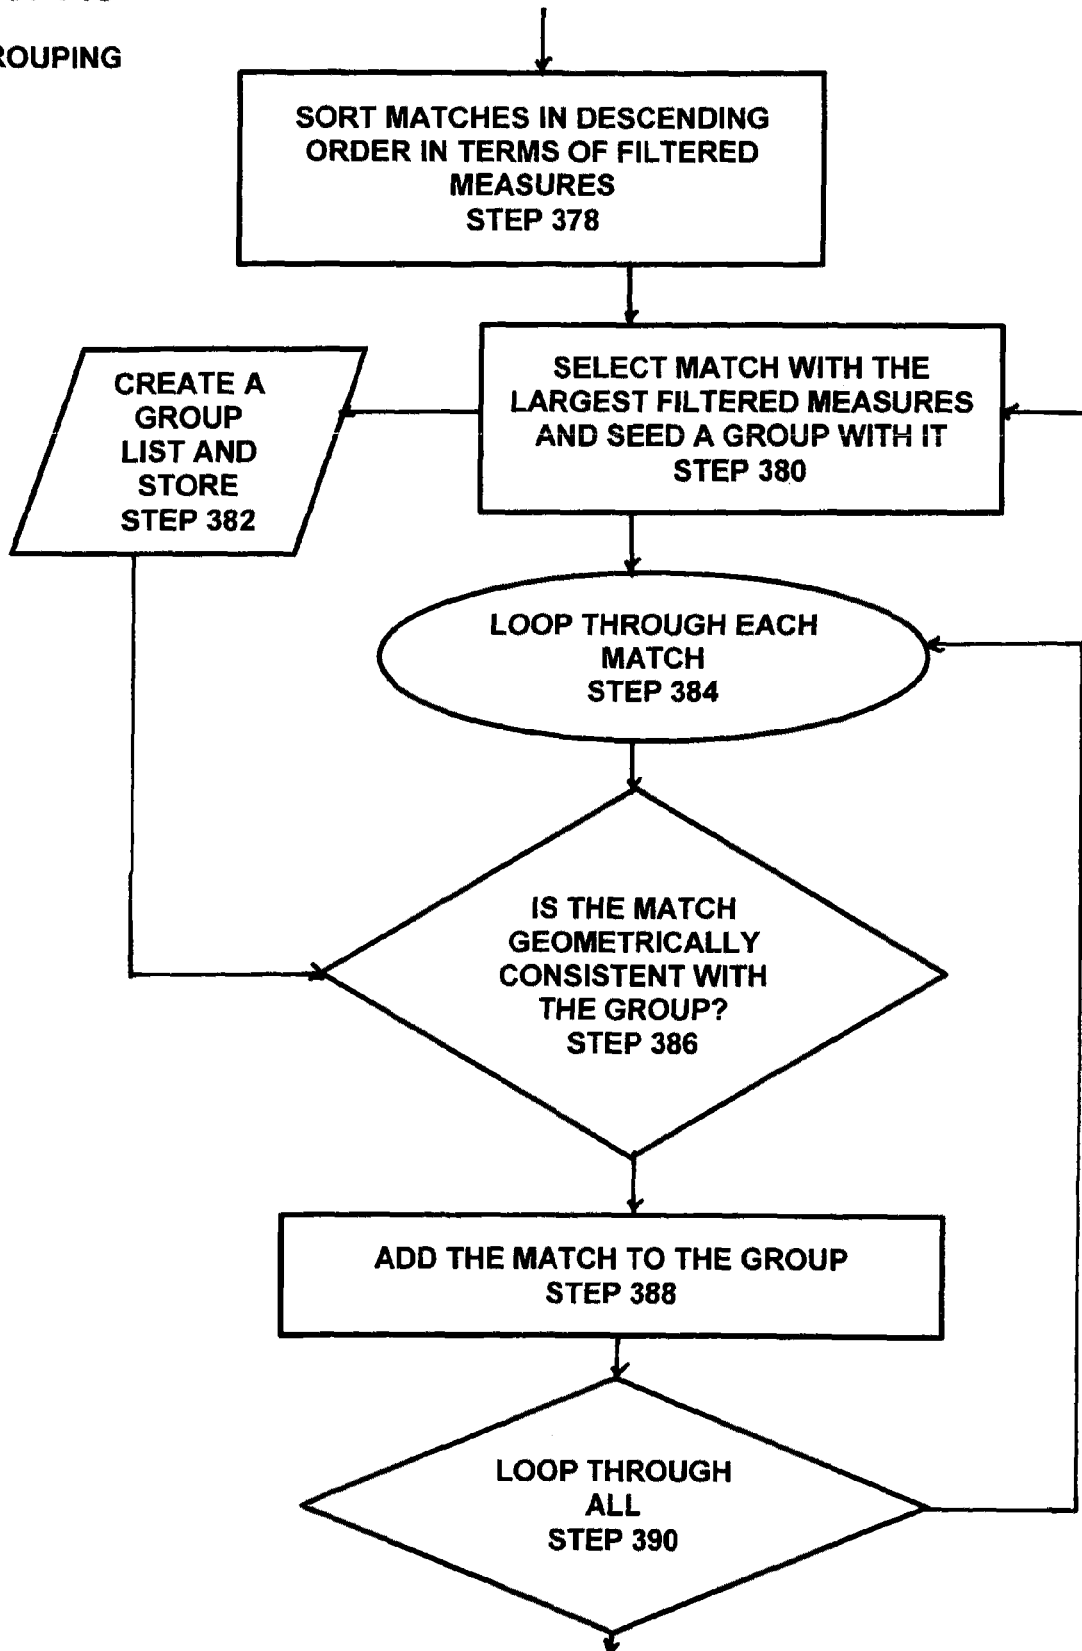 SORT MATCHES IN DESCENDING
ORDER IN TERMS OF FILTERED
MEASURES
STEP 378
CREATE A
GROUP
LIST AND
STORE
STEP 382
SELECT MATCH WITH THE
LARGEST FILTERED MEASURES
AND SEED A GROUP WITH IT
STEP 380
LOOP THROUGH EACH
MATCH
STEP 384
IS THE MATCH
GEOMETRICALLY
CONSISTENT WITH
THE GROUP?
STEP 386
ADD THE MATCH TO THE GROUP
STEP 388
LOOP THROUGH
ALL
STEP 390